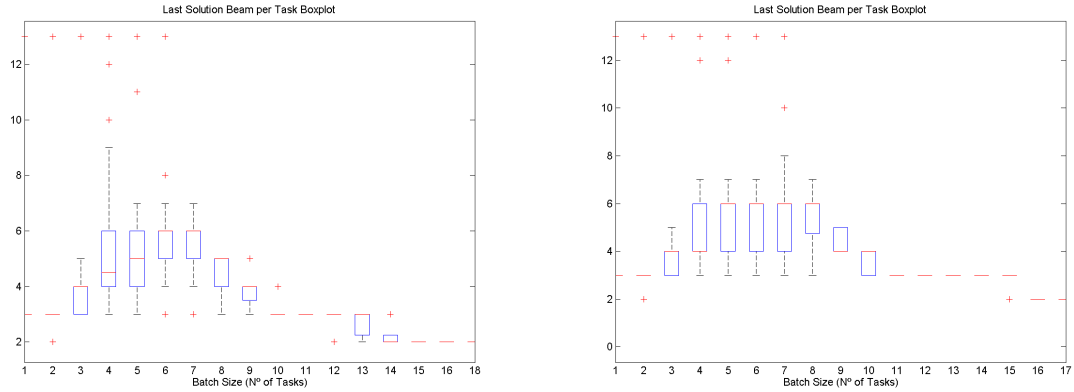 Last Solution Beam per Task Boxplot
12
10
8
6
4
2
1 2 3 4 5 6 7 8 9 10 11 12 13 14 15 16 17 18
Batch Size (Nº of Tasks)
Last Solution Beam per Task Boxplot
12
10
8
6
4
2
0
1 2 3 4 5 6 7 8 9 10 11 12 13 14 15 16 17
Batch Size (Nº of Tasks)